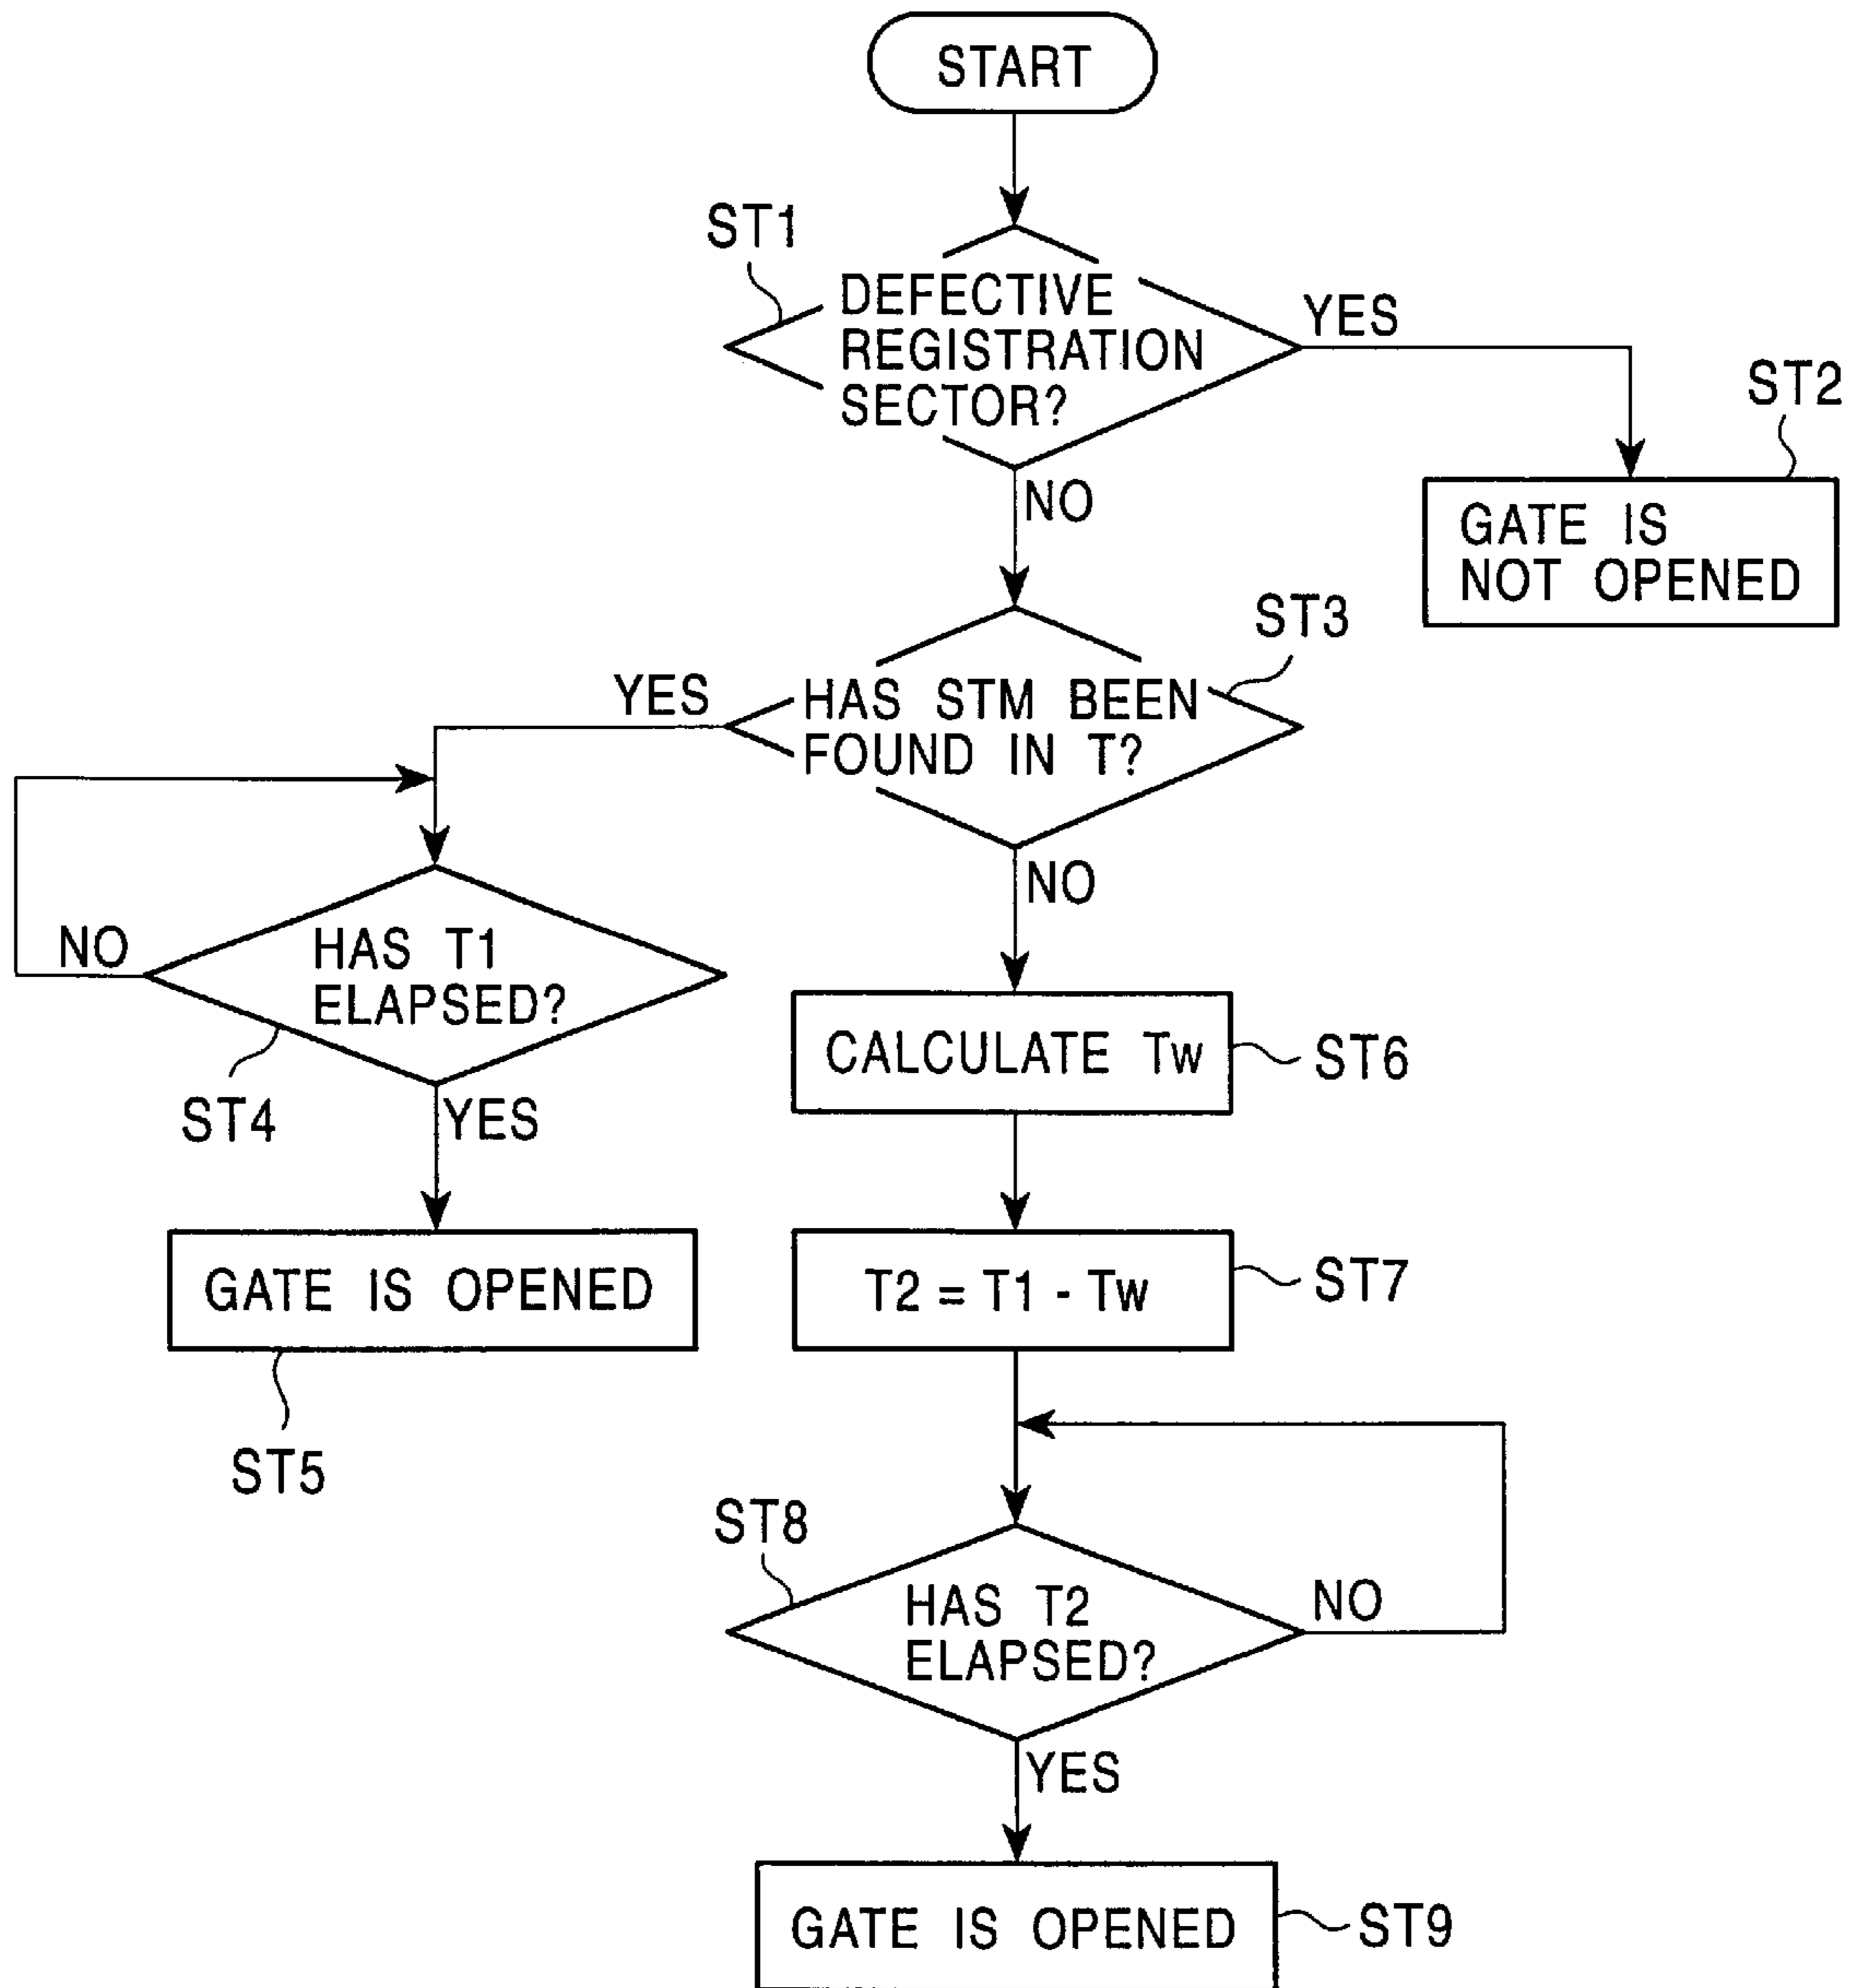 START
ST1
DEFECTIVE
REGISTRATION
SECTOR?
YES
ST2
GATE IS
NOT OPENED
NO
ST3
YES
HAS STM BEEN
FOUND IN T?
NO
NO
HAS T1
ELAPSED?
ST4
YES
CALCULATE Tw
ST6
GATE IS OPENED
ST5
T2 = T1 - Tw
ST7
ST8
HAS T2
ELAPSED?
NO
YES
GATE IS OPENED
ST9